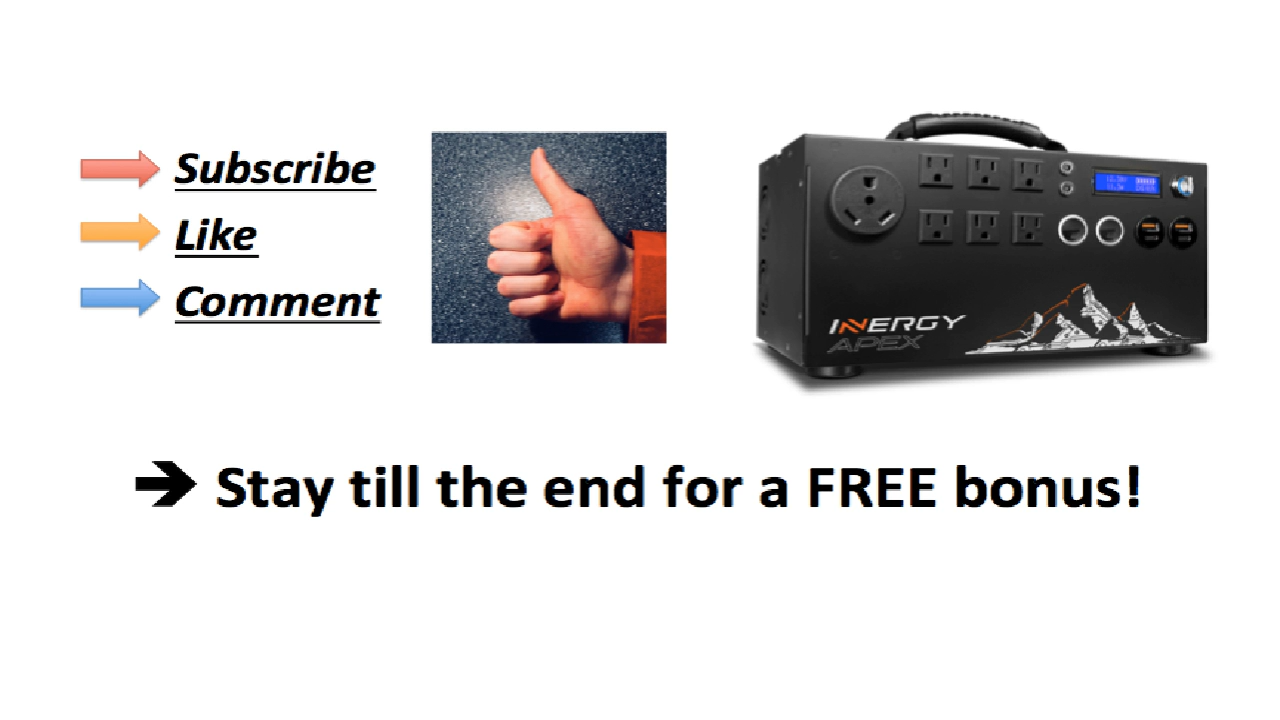 Subscribe
Like
Comment
INERGY
APEX
➔ Stay till the end for a FREE bonus!